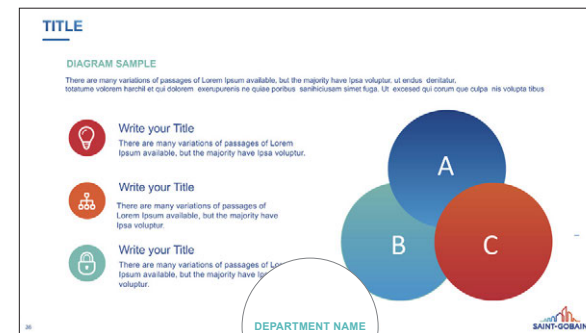 TITLE
DIAGRAM SAMPLE
There are many variations of passages of Lorem Ipsum available, but the majority have Ipsa voluptur, ut endus denitatur,
totatume volorem harchil et qui dolorem exerupurenis ne quiae poribus sanihiciusam simet fuga. Ut excesed qui corum que culpa nis volupta tibus
Write your Title
There are many variations of passages of Lorem
Ipsum available, but the majority have Ipsa voluptur.
Write your Title
There are many variations of passages of
Lorem Ipsum available, but the majority have
Ipsa voluptur.
Write your Title
There are many variations of passages of
Ipsum available, but the majority have
voluptur.
A
B
C
DEPARTMENT NAME
SAINT-GOBAIN